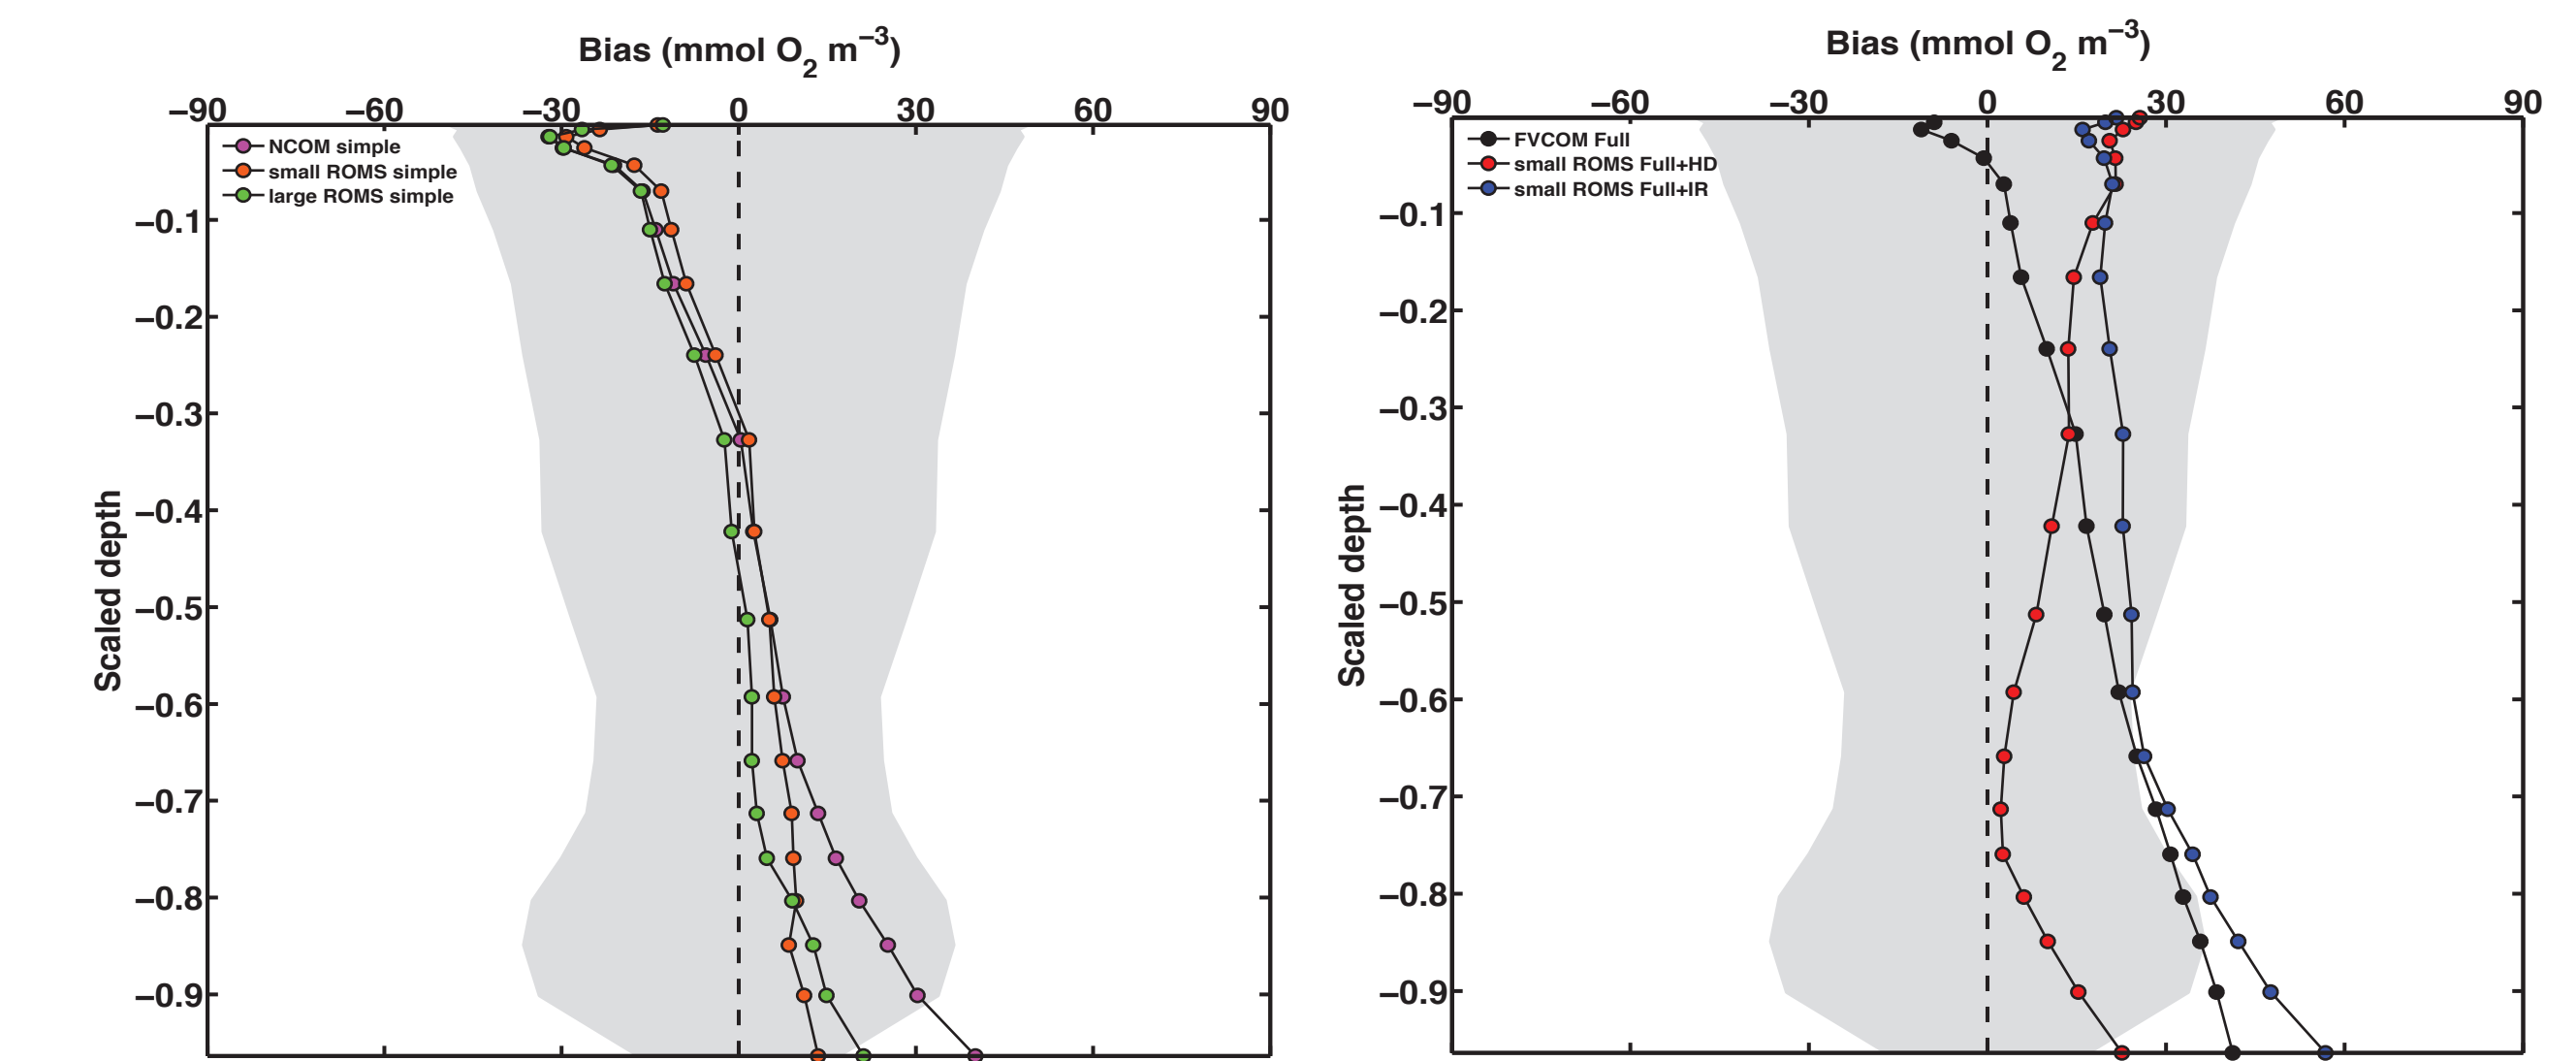 Bias (mmol O2 m−3)
−90 −60 −30 0 30 60 90
NCOM simple
small ROMS simple
large ROMS simple
−0.1
−0.2
−0.3
−0.4
−0.5
−0.6
−0.7
−0.8
−0.9
Scaled depth
Bias (mmol O2 m−3)
−90 −60 −30 0 30 60 90
FVCOM Full
small ROMS Full+HD
small ROMS Full+IR
−0.1
−0.2
−0.3
−0.4
−0.5
−0.6
−0.7
−0.8
−0.9
Scaled depth